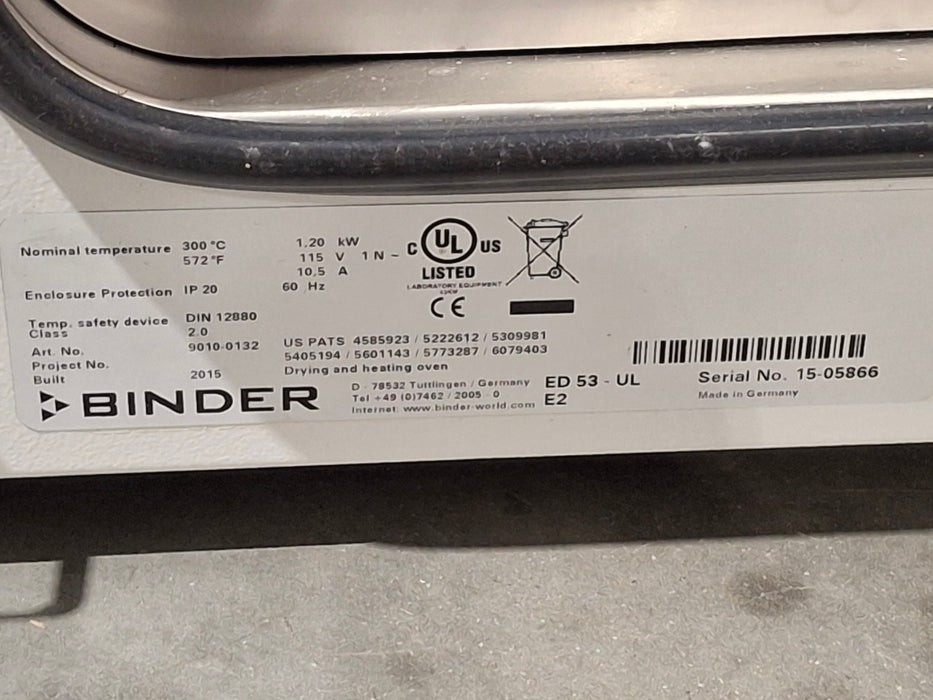 Nominal temperature 300 °C 1,20 kW
572 °F 115 V 1 N ~
10,5 A
Enclosure Protection IP 20 60 Hz
C UL US
LISTED
LABORATORY EQUIPMENT
CE
Temp. safety device DIN 12880
Class 2.0
Art. No. 9010-0132
Project No.
Built 2015
US PATS 4585923 / 5222612 / 5309981
5405194 / 5601143 / 5773287 / 6079403
Drying and heating oven
BINDER
D - 78532 Tuttlingen / Germany
Tel +49 (0)7462 / 2005 - 0
Internet: www.binder-world.com
ED 53 - UL
E2
Serial No. 15-05866
Made in Germany